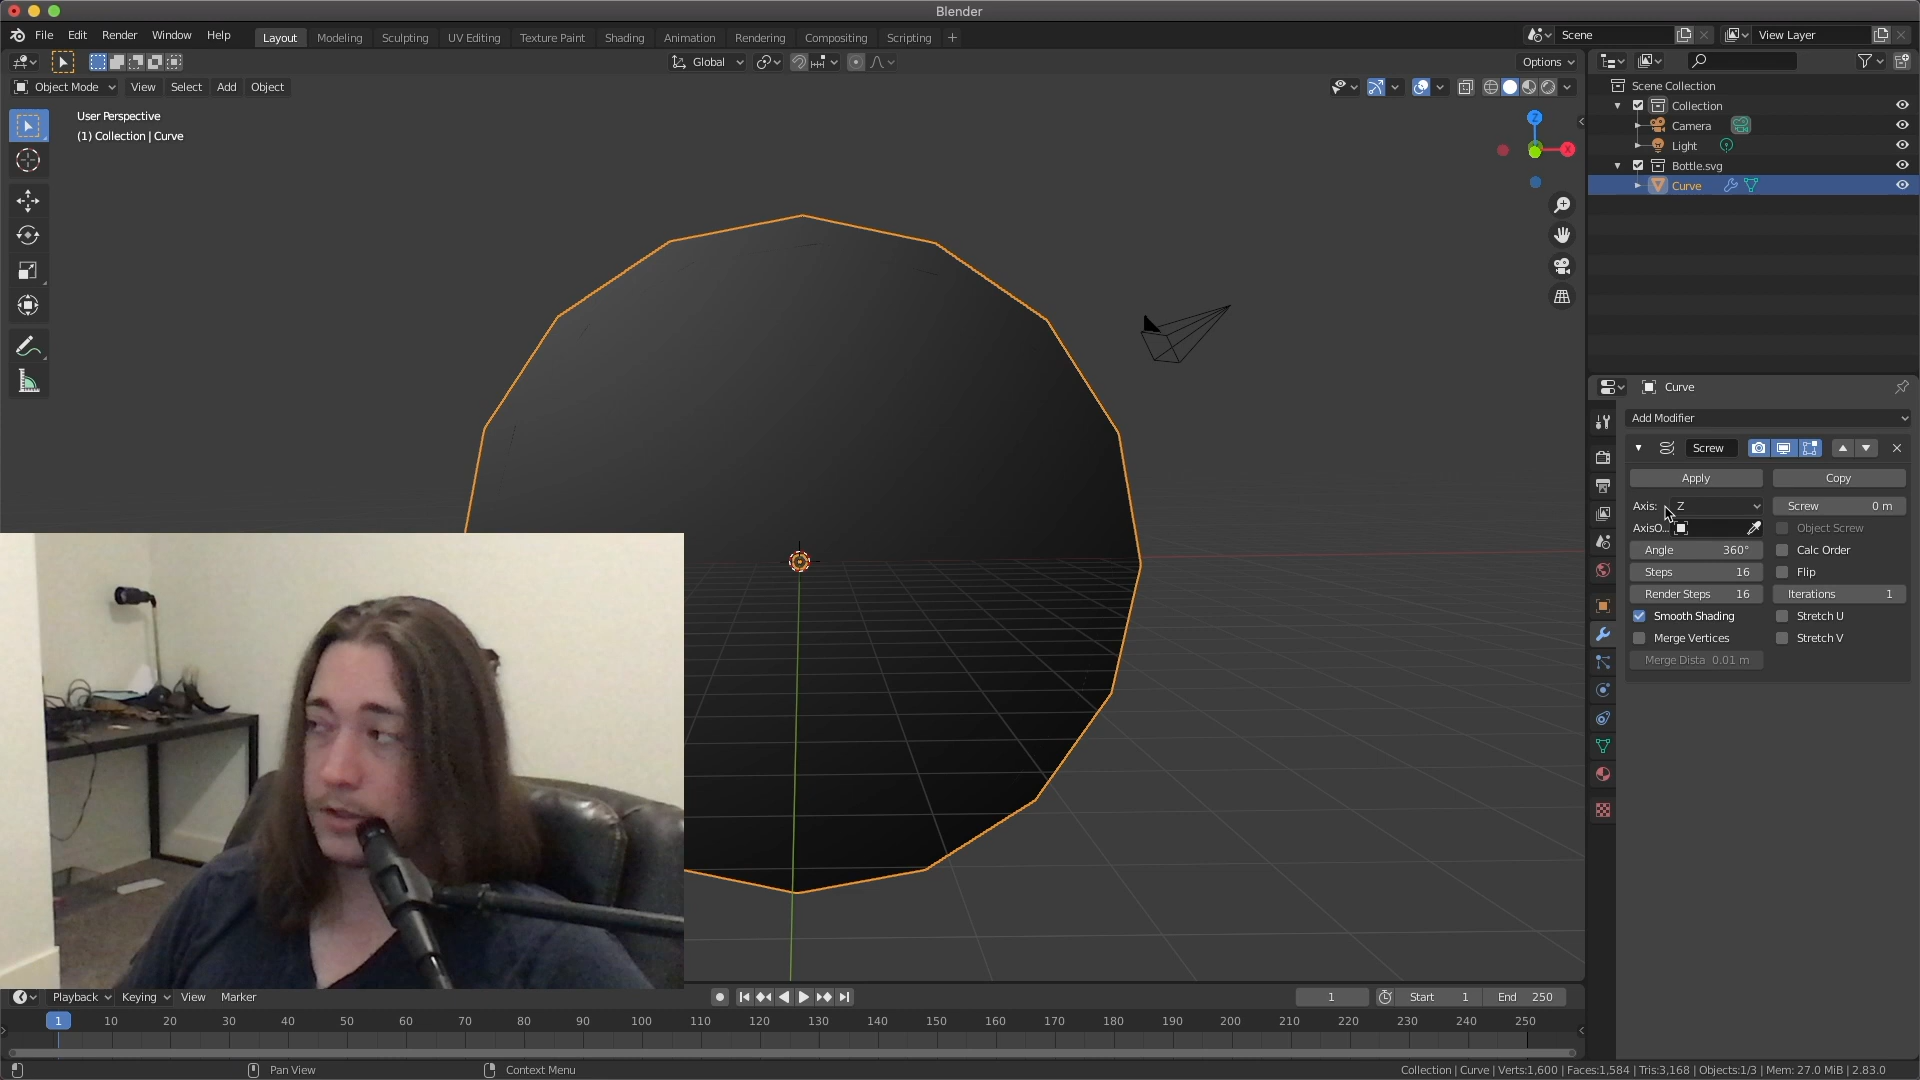 Blender
File Edit Render Window Help
Layout Modeling Sculpting UV Editing Texture Paint Shading Animation Rendering Compositing Scripting +
Scene
View Layer
Global
Options
Object Mode View Select Add Object
User Perspective
(1) Collection | Curve
Z
X
Scene Collection
Collection
Camera
Light
Bottle.svg
Curve
Curve
Add Modifier
Screw
Apply Copy
Axis: Z Screw 0 m
AxisO... Object Screw
Angle 360° Calc Order
Steps 16 Flip
Render Steps 16 Iterations 1
Smooth Shading Stretch U
Merge Vertices Stretch V
Merge Dista 0.01 m
Playback Keying View Marker
1 Start 1 End 250
1 10 20 30 40 50 60 70 80 90 100 110 120 130 140 150 160 170 180 190 200 210 220 230 240 250
Pan View Context Menu
Collection | Curve | Verts:1,600 | Faces:1,584 | Tris:3,168 | Objects:1/3 | Mem: 27.0 MiB | 2.83.0